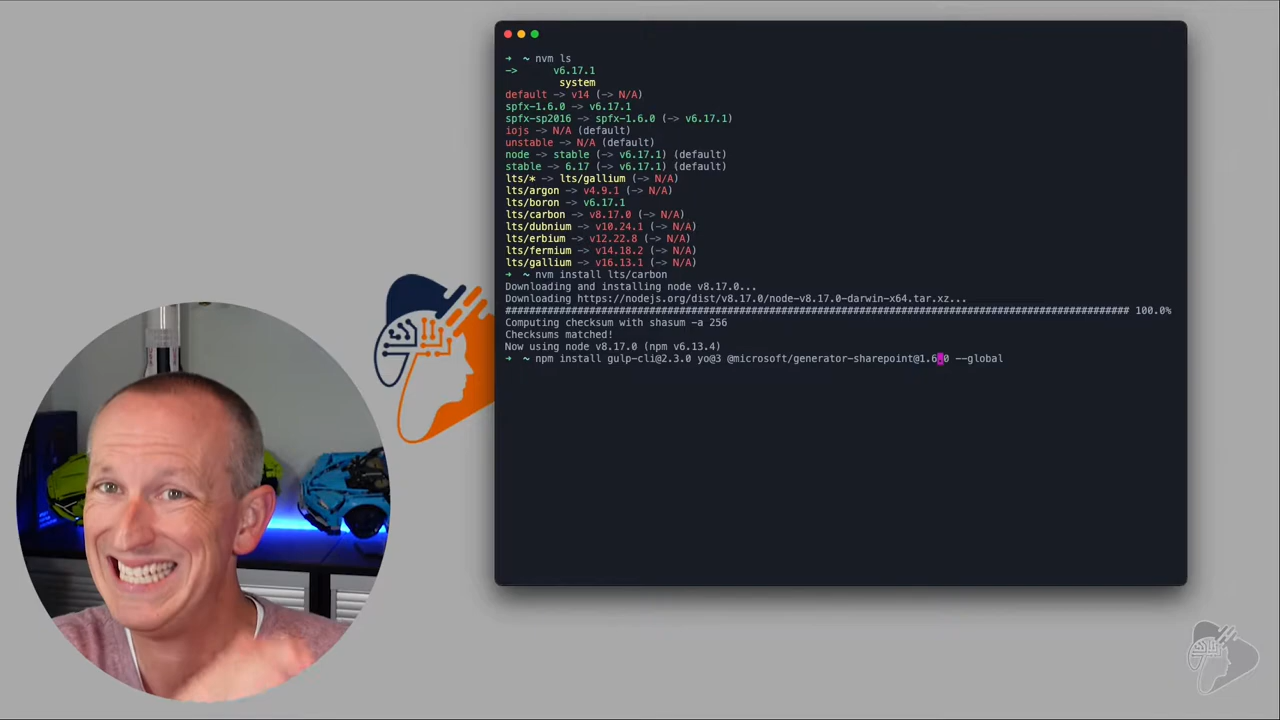 ➜ ~ nvm ls
-> v6.17.1
system
default -> v14 (-> N/A)
spfx-1.6.0 -> v6.17.1
spfx-sp2016 -> spfx-1.6.0 (-> v6.17.1)
iojs -> N/A (default)
unstable -> N/A (default)
node -> stable (-> v6.17.1) (default)
stable -> 6.17 (-> v6.17.1) (default)
lts/* -> lts/gallium (-> N/A)
lts/argon -> v4.9.1 (-> N/A)
lts/boron -> v6.17.1
lts/carbon -> v8.17.0 (-> N/A)
lts/dubnium -> v10.24.1 (-> N/A)
lts/erbium -> v12.22.8 (-> N/A)
lts/fermium -> v14.18.2 (-> N/A)
lts/gallium -> v16.13.1 (-> N/A)
➜ ~ nvm install lts/carbon
Downloading and installing node v8.17.0...
Downloading https://nodejs.org/dist/v8.17.0/node-v8.17.0-darwin-x64.tar.xz...
######################################################################################################## 100.0%
Computing checksum with shasum -a 256
Checksums matched!
Now using node v8.17.0 (npm v6.13.4)
➜ ~ npm install gulp-cli@2.3.0 yo@3 @microsoft/generator-sharepoint@1.6.0 --global